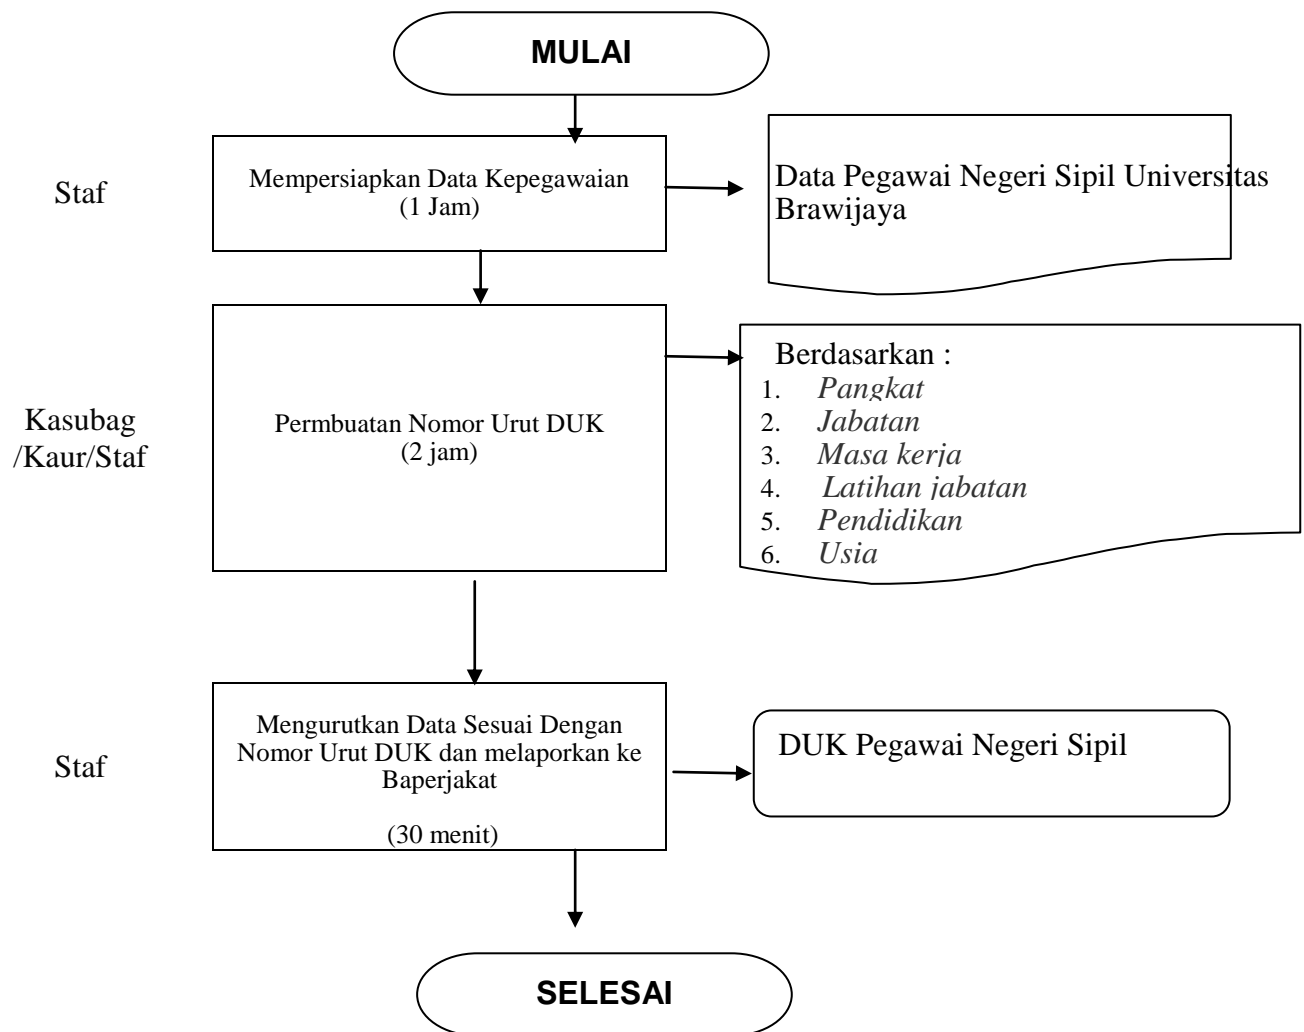 MULAI
Staf
Mempersiapkan Data Kepegawaian
(1 Jam)
Data Pegawai Negeri Sipil Universitas
Brawijaya
Kasubag
/Kaur/Staf
Permbuatan Nomor Urut DUK
(2 jam)
Berdasarkan :
1. Pangkat
2. Jabatan
3. Masa kerja
4. Latihan jabatan
5. Pendidikan
6. Usia
Staf
Mengurutkan Data Sesuai Dengan
Nomor Urut DUK dan melaporkan ke
Baperjakat
(30 menit)
DUK Pegawai Negeri Sipil
SELESAI